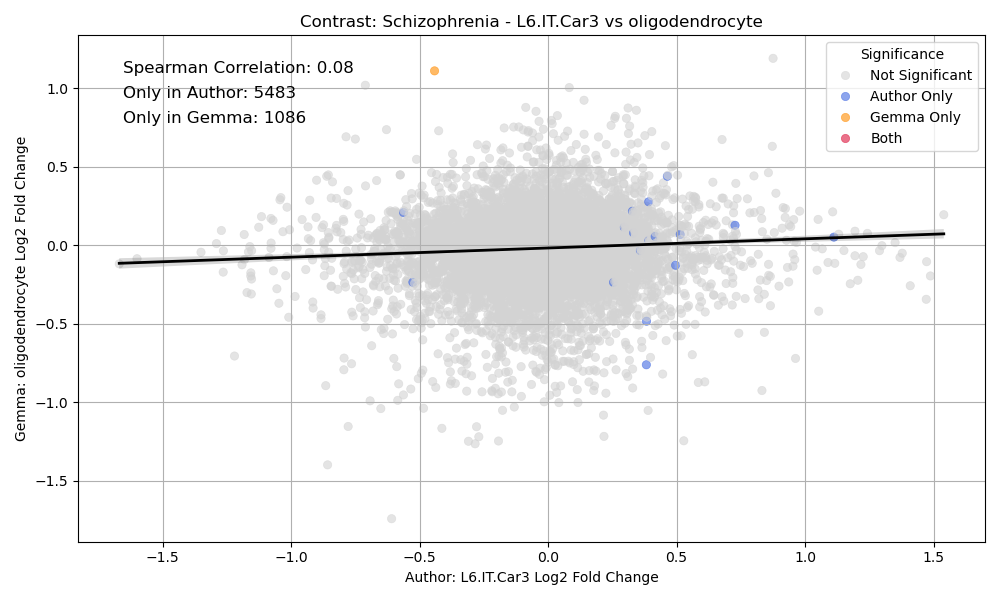 Contrast: Schizophrenia - L6.IT.Car3 vs oligodendrocyte
Spearman Correlation: 0.08
Only in Author: 5483
Only in Gemma: 1086
Significance
Not Significant
Author Only
Gemma Only
Both
Gemma: oligodendrocyte Log2 Fold Change
1.0
0.5
0.0
−0.5
−1.0
−1.5
−1.5
−1.0
−0.5
0.0
0.5
1.0
1.5
Author: L6.IT.Car3 Log2 Fold Change